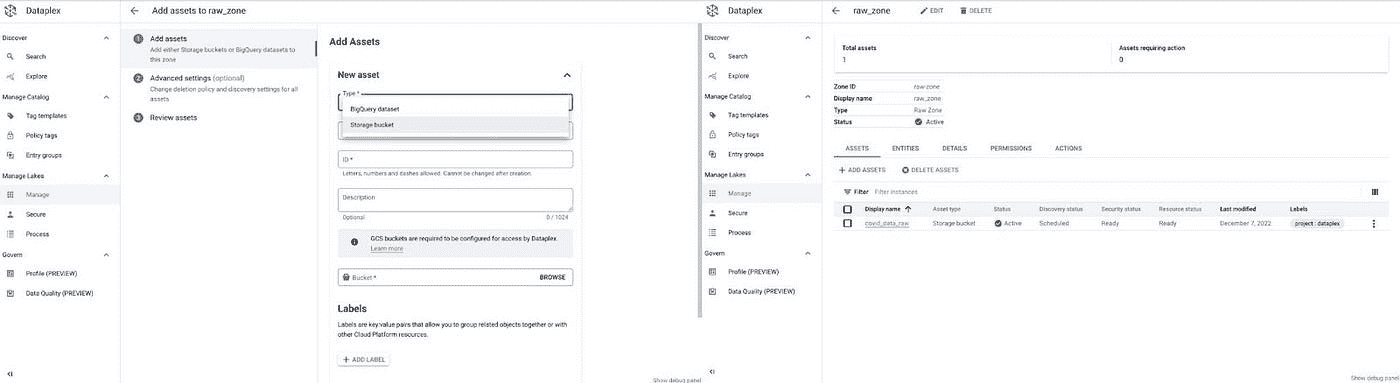 Dataplex
Discover
Search
Explore
Manage Catalog
Tag templates
Policy tags
Entry groups
Manage Lakes
Manage
Secure
Process
Govern
Profile (PREVIEW)
Data Quality (PREVIEW)
Add assets to raw_zone
1 Add assets
Add either Storage buckets or BigQuery datasets to
this zone
2 Advanced settings (optional)
Change deletion policy and discovery settings for all
assets
3 Review assets
Add Assets
New asset
Type *
BigQuery dataset
Storage bucket
ID *
Letters, numbers and dashes allowed. Cannot be changed after creation.
Description
Optional
0 / 1024
GCS buckets are required to be configured for access by Dataplex.
Learn more
Bucket *
BROWSE
Labels
Labels are key:value pairs that allow you to group related objects together or with
other Cloud Platform resources.
+ ADD LABEL
Show debug panel
Dataplex
Discover
Search
Explore
Manage Catalog
Tag templates
Policy tags
Entry groups
Manage Lakes
Manage
Secure
Process
Govern
Profile (PREVIEW)
Data Quality (PREVIEW)
raw_zone
EDIT
DELETE
Total assets
1
Assets requiring action
0
Zone ID raw-zone
Display name raw_zone
Type Raw Zone
Status Active
ASSETS ENTITIES DETAILS PERMISSIONS ACTIONS
+ ADD ASSETS DELETE ASSETS
Filter Filter instances
Display name Asset type Status Discovery status Security status Resource status Last modified Labels
covid_data_raw Storage bucket Active Scheduled Ready Ready December 7, 2022 project : dataplex
Show debug panel